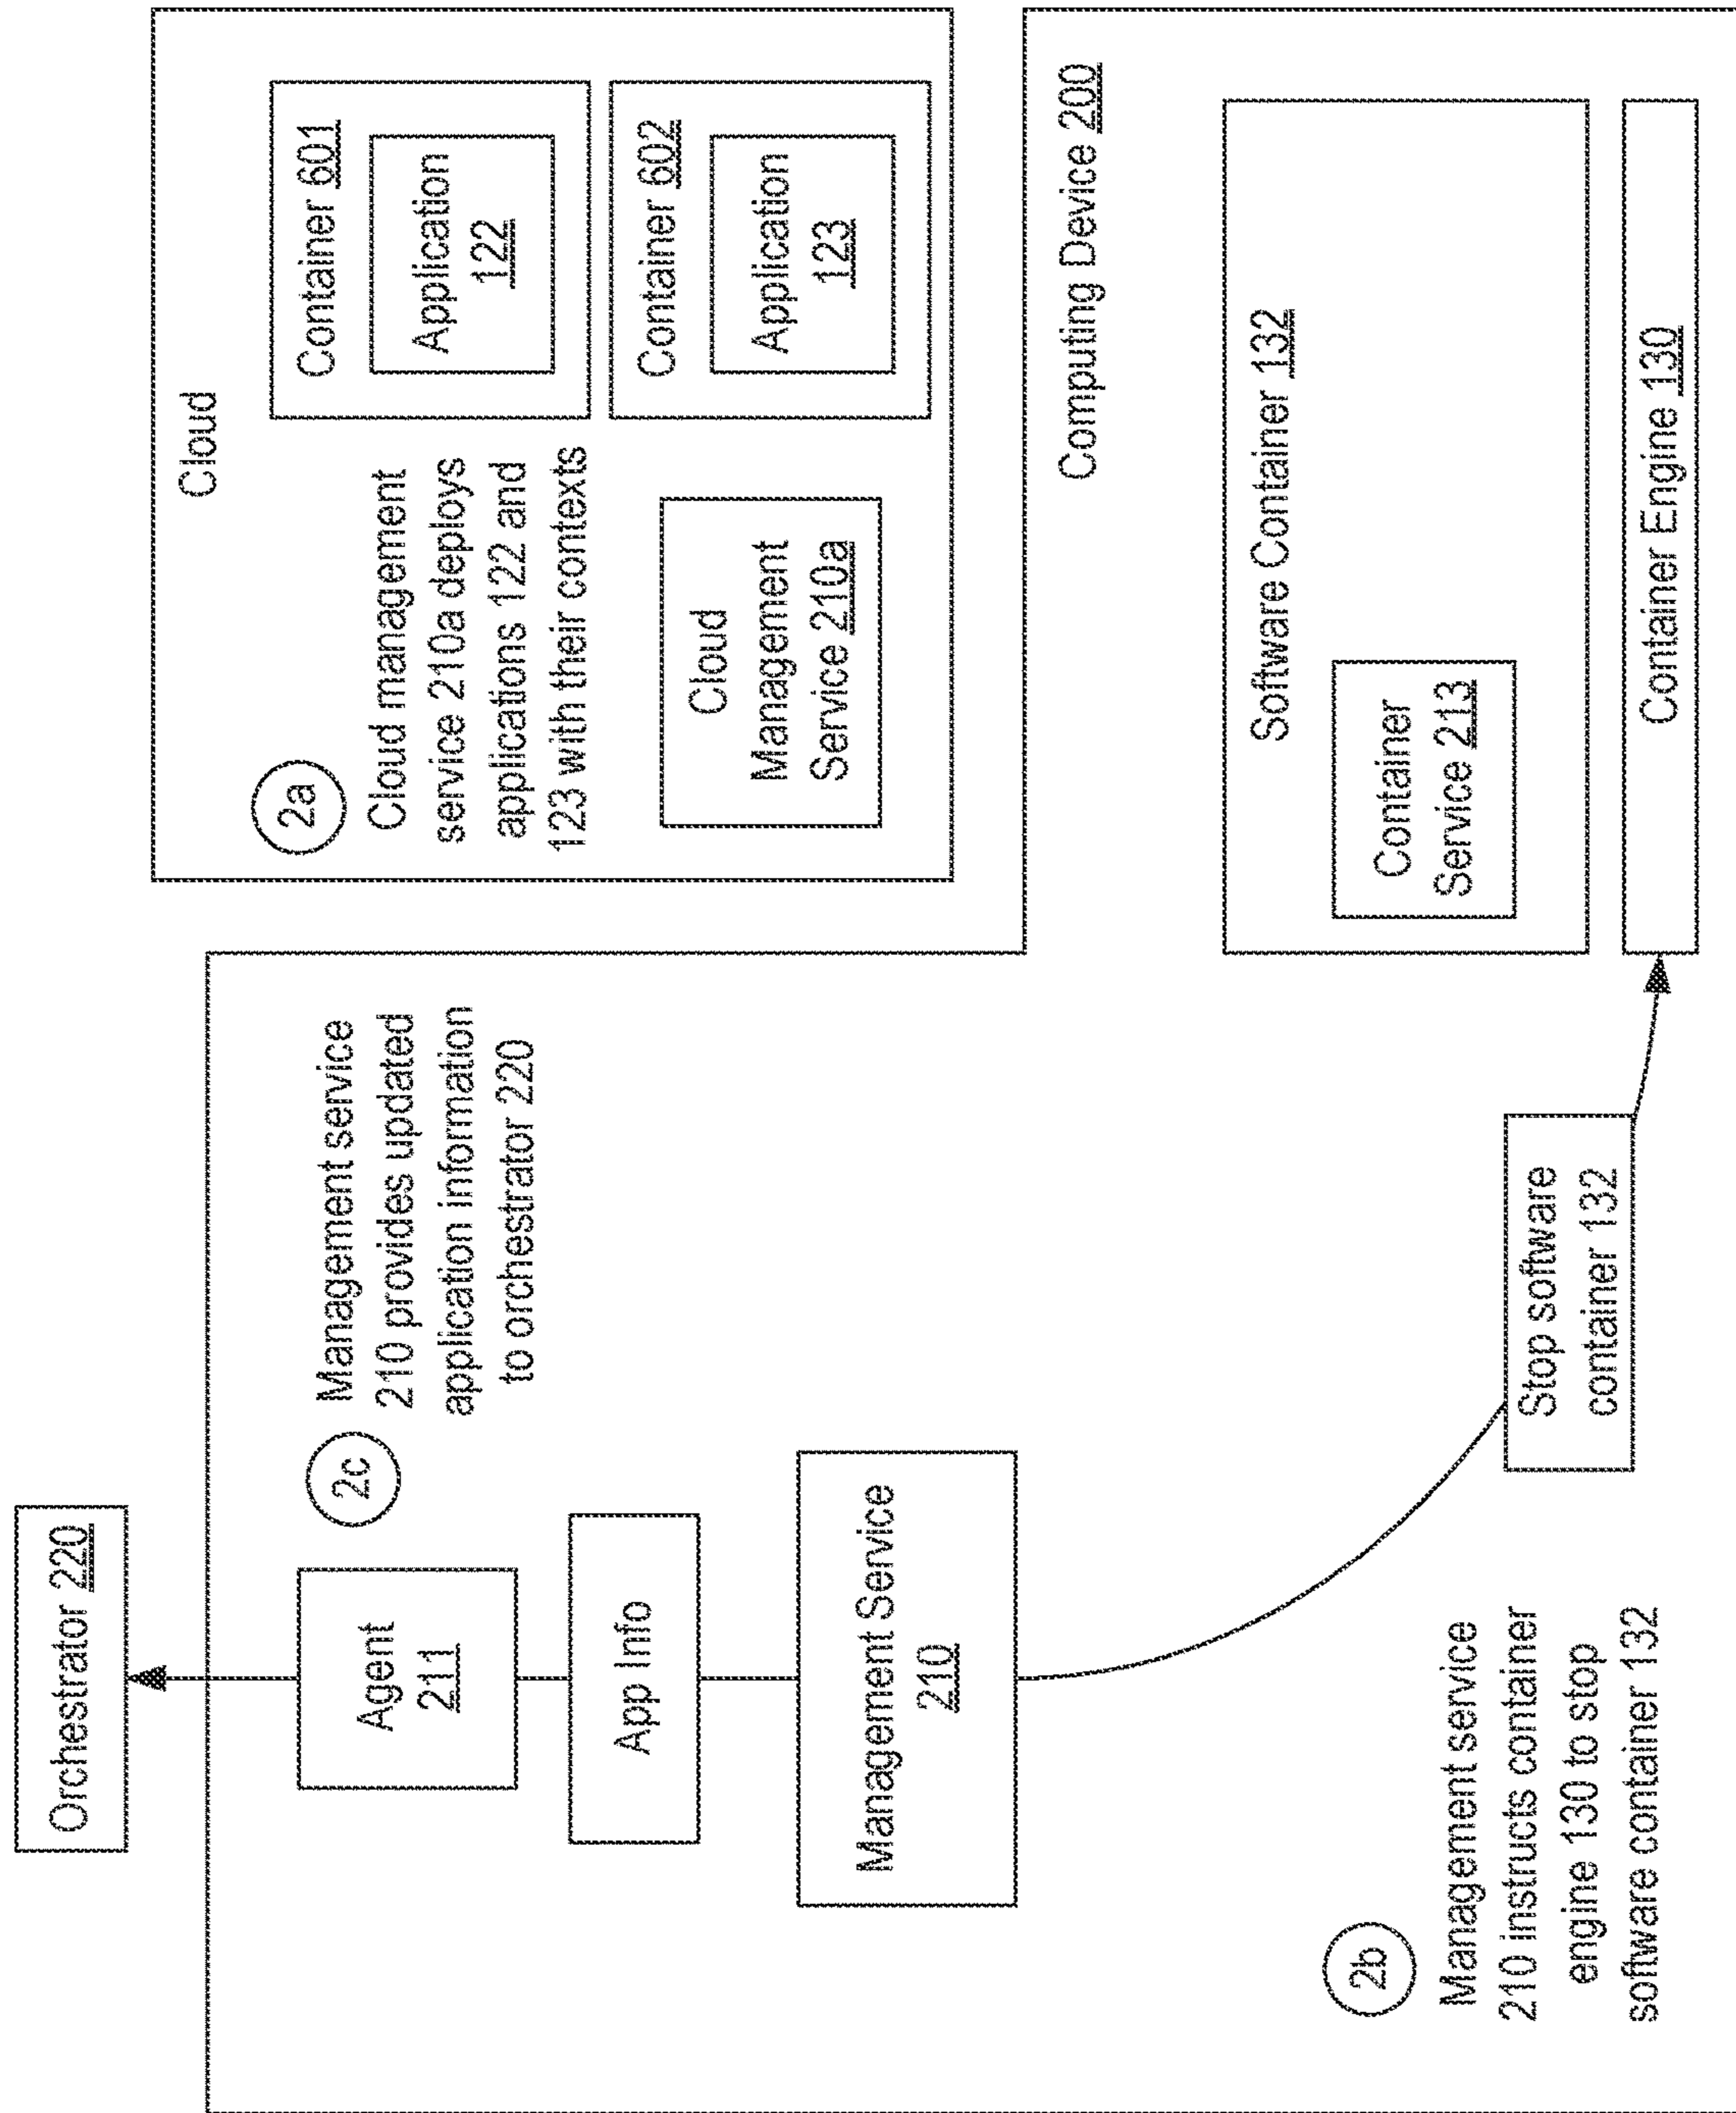 Orchestrator 220
Agent
211
2c
Management service
210 provides updated
application information
to orchestrator 220
App Info
Management Service
210
2b
Management service
210 instructs container
engine 130 to stop
software container 132
Stop software
container 132
Cloud
2a
Cloud management
service 210a deploys
applications 122 and
123 with their contexts
Container 601
Application
122
Container 602
Application
123
Cloud
Management
Service 210a
Computing Device 200
Software Container 132
Container
Service 213
Container Engine 130